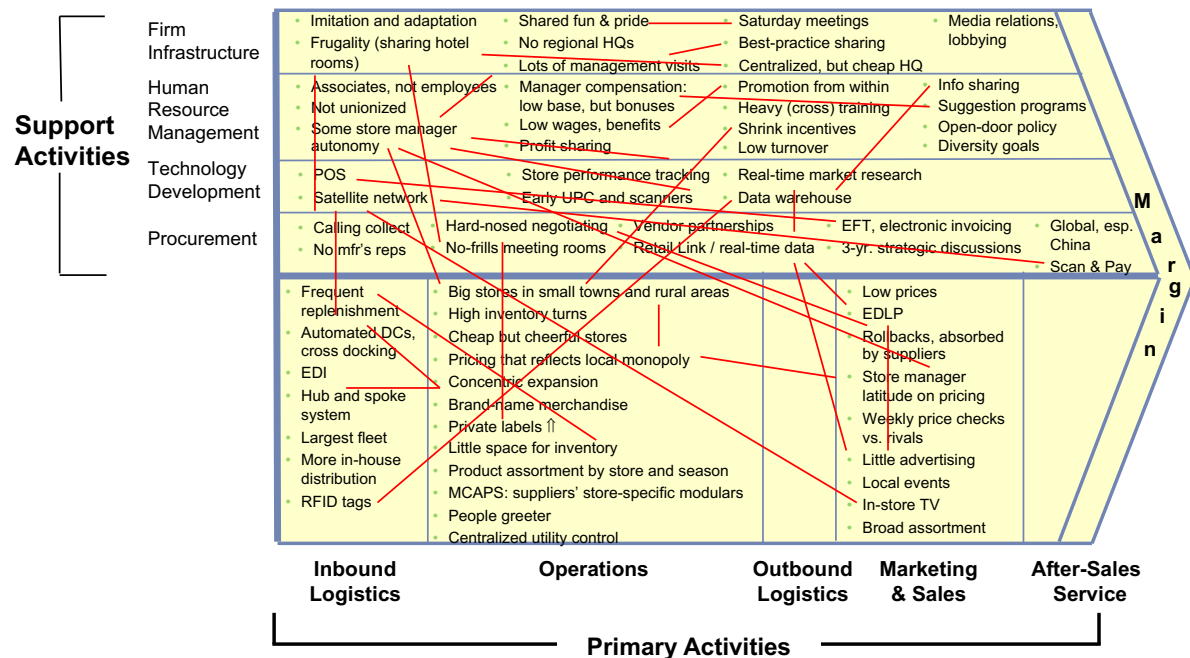 Support
Activities
Firm
Infrastructure
Imitation and adaptation
Frugality (sharing hotel
rooms)
Shared fun & pride
No regional HQs
Lots of management visits
Saturday meetings
Best-practice sharing
Centralized, but cheap HQ
Media relations,
lobbying
Human
Resource
Management
Associates, not employees
Not unionized
Some store manager
autonomy
Manager compensation:
low base, but bonuses
Low wages, benefits
Profit sharing
Promotion from within
Heavy (cross) training
Shrink incentives
Low turnover
Info sharing
Suggestion programs
Open-door policy
Diversity goals
Technology
Development
POS
Satellite network
Store performance tracking
Early UPC and scanners
Real-time market research
Data warehouse
Procurement
Calling collect
No mfr's reps
Hard-nosed negotiating
No-frills meeting rooms
Vendor partnerships
Retail Link / real-time data
EFT, electronic invoicing
3-yr. strategic discussions
Global, esp.
China
Scan & Pay
Frequent
replenishment
Automated DCs,
cross docking
EDI
Hub and spoke
system
Largest fleet
More in-house
distribution
RFID tags
Big stores in small towns and rural areas
High inventory turns
Cheap but cheerful stores
Pricing that reflects local monopoly
Concentric expansion
Brand-name merchandise
Private labels ⇑
Little space for inventory
Product assortment by store and season
MCAPS: suppliers' store-specific modulars
People greeter
Centralized utility control
Low prices
EDLP
Rollbacks, absorbed
by suppliers
Store manager
latitude on pricing
Weekly price checks
vs. rivals
Little advertising
Local events
In-store TV
Broad assortment
Margin
Inbound
Logistics
Operations
Outbound
Logistics
Marketing
& Sales
After-Sales
Service
Primary Activities